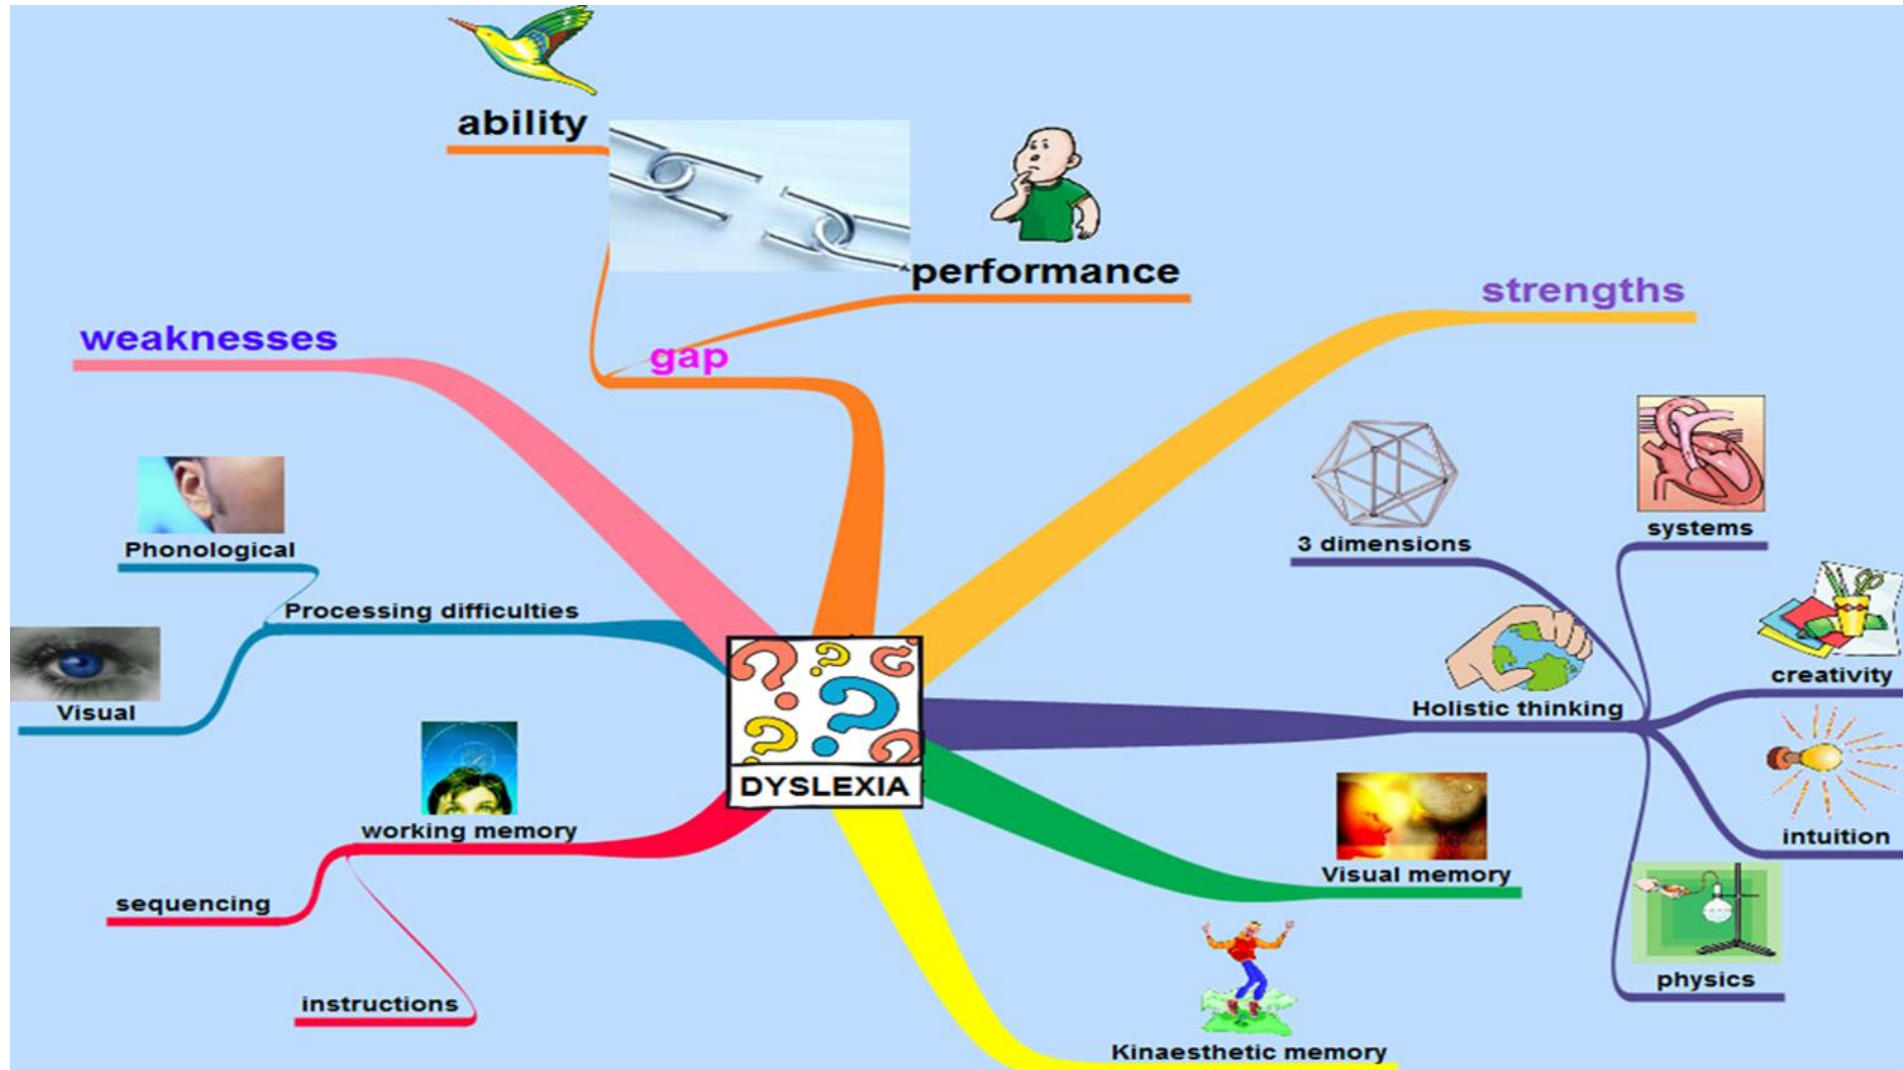 ability
performance
strengths
weaknesses
gap
systems
3 dimensions
Phonological
Processing difficulties
creativity
Holistic thinking
Visual
DYSLEXIA
working memory
intuition
Visual memory
sequencing
physics
instructions
Kinaesthetic memory